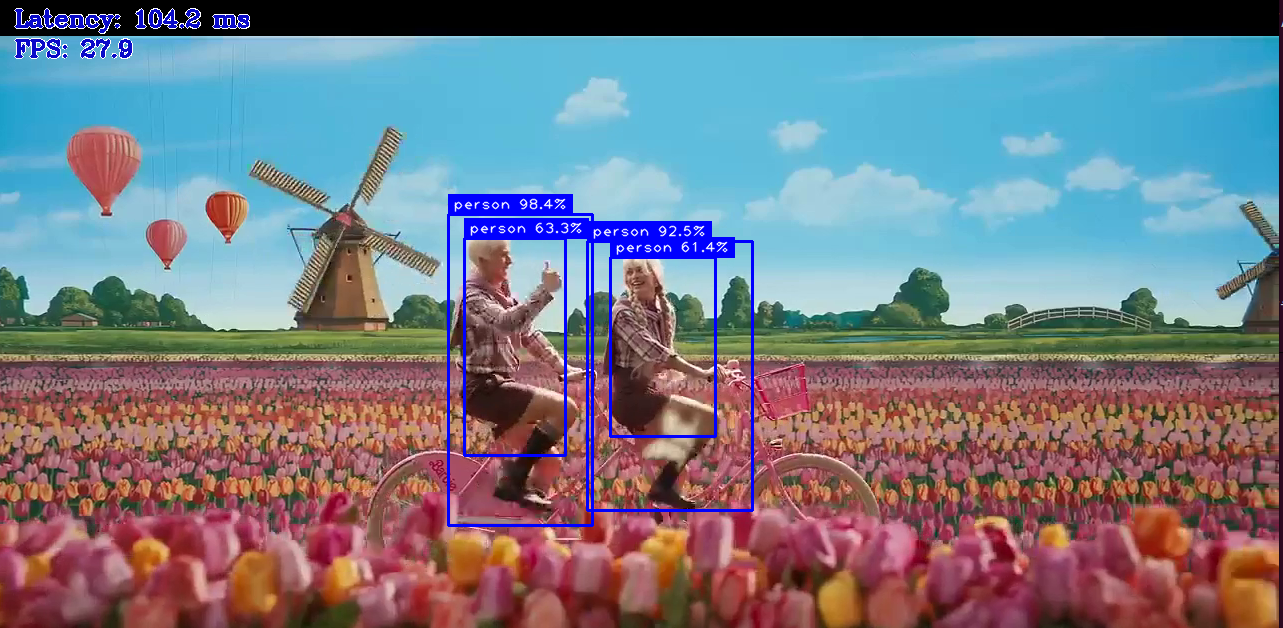 Latency: 104.2 ms
FPS: 27.9
person 98.4%
person 63.3%
person 92.5%
person 61.4%
Barbie